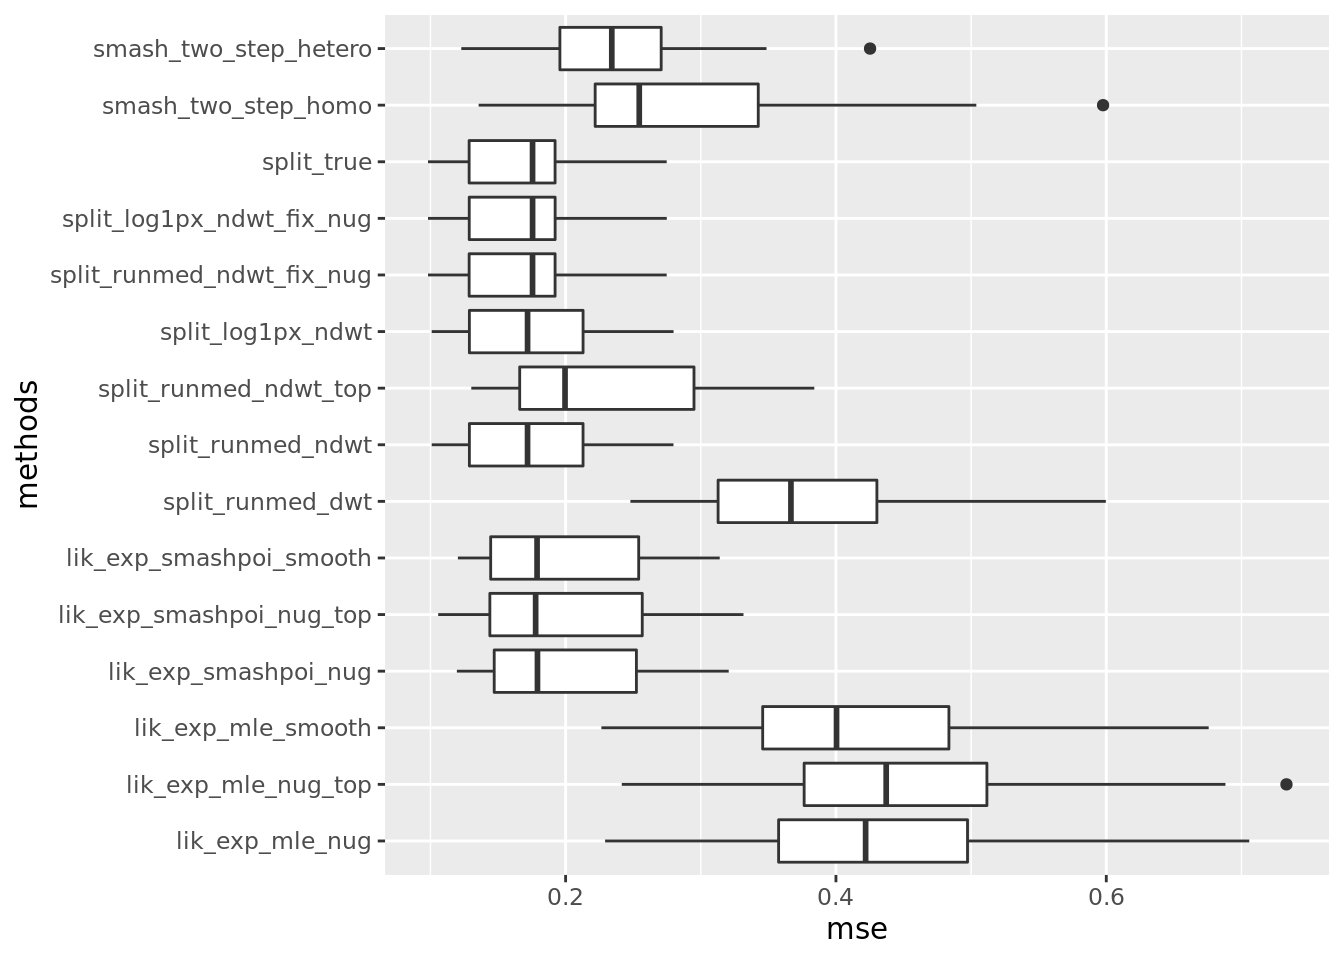 smash_two_step_hetero
smash_two_step_homo
split_true
split_log1px_ndwt_fix_nug
split_runmed_ndwt_fix_nug
split_log1px_ndwt
split_runmed_ndwt_top
split_runmed_ndwt
split_runmed_dwt
lik_exp_smashpoi_smooth
lik_exp_smashpoi_nug_top
lik_exp_smashpoi_nug
lik_exp_mle_smooth
lik_exp_mle_nug_top
lik_exp_mle_nug
methods
0.2 0.4 0.6
mse